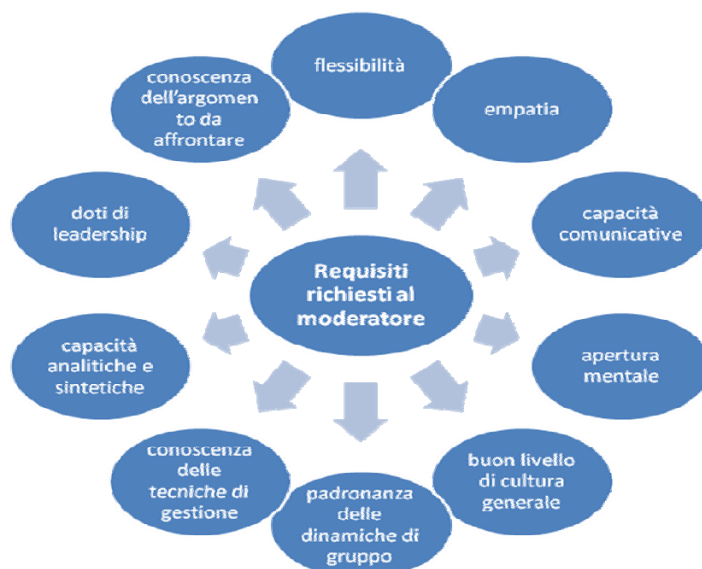 flessibilità
empatia
capacità
comunicative
apertura
mentale
buon livello
di cultura
generale
padronanza
delle
dinamiche di
gruppo
conoscenza
delle
tecniche di
gestione
capacità
analitiche e
sintetiche
doti di
leadership
conoscenza
dell'argomen
to da
affrontare
Requisiti
richiesti al
moderatore